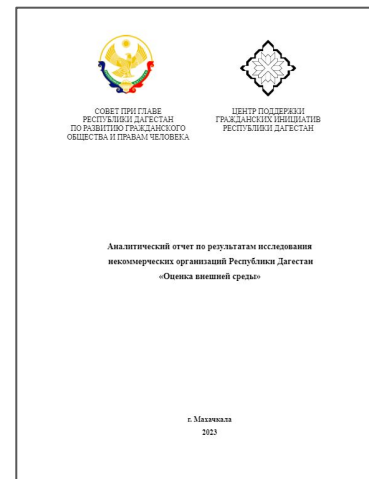 СОВЕТ ПРИ ГЛАВЕ
РЕСПУБЛИКИ ДАГЕСТАН
ПО РАЗВИТИЮ ГРАЖДАНСКОГО
ОБЩЕСТВА И ПРАВАМ ЧЕЛОВЕКА
ЦЕНТР ПОДДЕРЖКИ
ГРАЖДАНСКИХ ИНИЦИАТИВ
РЕСПУБЛИКИ ДАГЕСТАН
Аналитический отчет по результатам исследования
некоммерческих организаций Республики Дагестан
«Оценка внешней среды»
г. Махачкала
2023